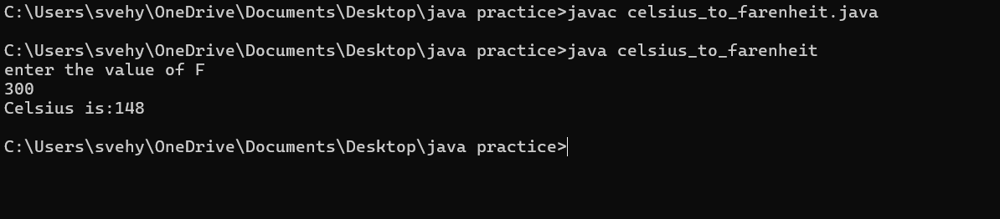 C:\Users\svehy\OneDrive\Documents\Desktop\java practice>javac celsius_to_farenheit.java
C:\Users\svehy\OneDrive\Documents\Desktop\java practice>java celsius_to_farenheit
enter the value of F
300
Celsius is:148
C:\Users\svehy\OneDrive\Documents\Desktop\java practice>